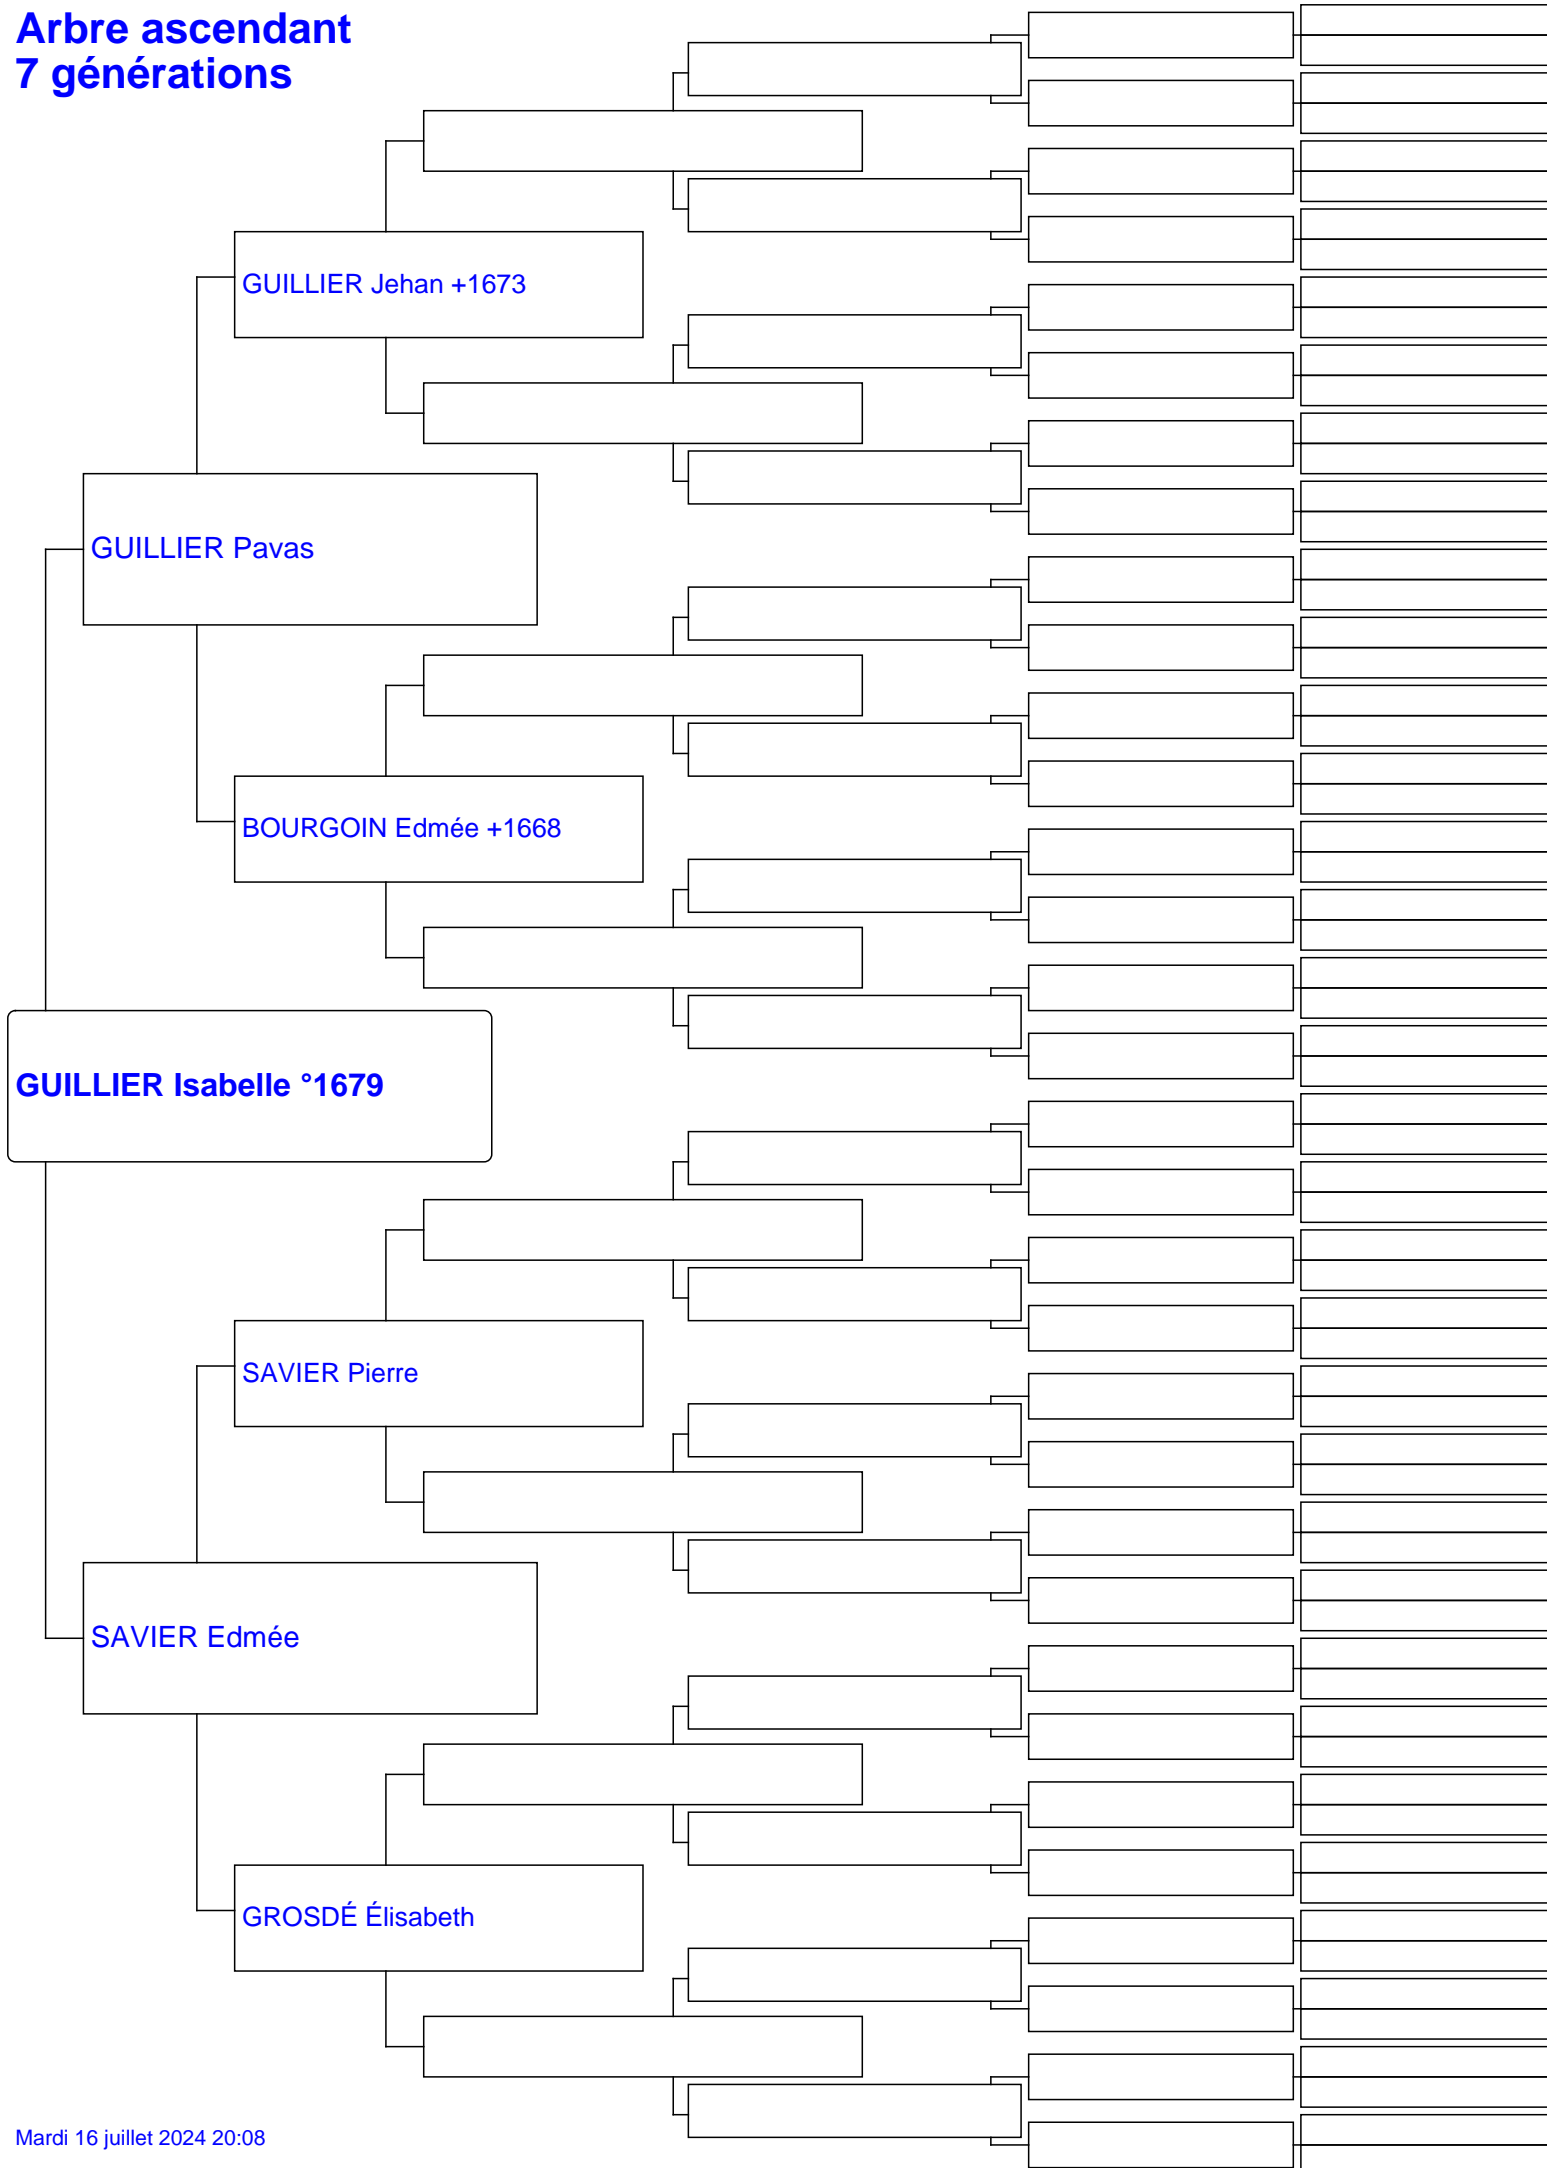 Arbre ascendant
7 générations
GUILLIER Jehan +1673
GUILLIER Pavas
BOURGOIN Edmée +1668
GUILLIER Isabelle °1679
SAVIER Pierre
SAVIER Edmée
GROSDÉ Élisabeth
Mardi 16 juillet 2024 20:08